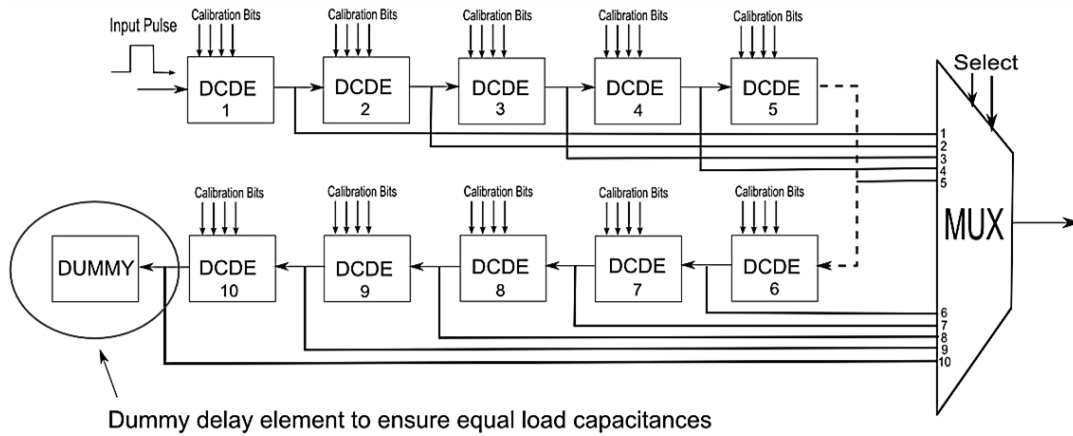 Calibration Bits Calibration Bits Calibration Bits Calibration Bits Calibration Bits
Input Pulse
Select
DCDE DCDE DCDE DCDE DCDE
1 2 3 4 5
1
2
3
4
5
Calibration Bits Calibration Bits Calibration Bits Calibration Bits Calibration Bits
MUX
DUMMY DCDE DCDE DCDE DCDE DCDE
10 9 8 7 6
6
7
8
9
10
Dummy delay element to ensure equal load capacitances